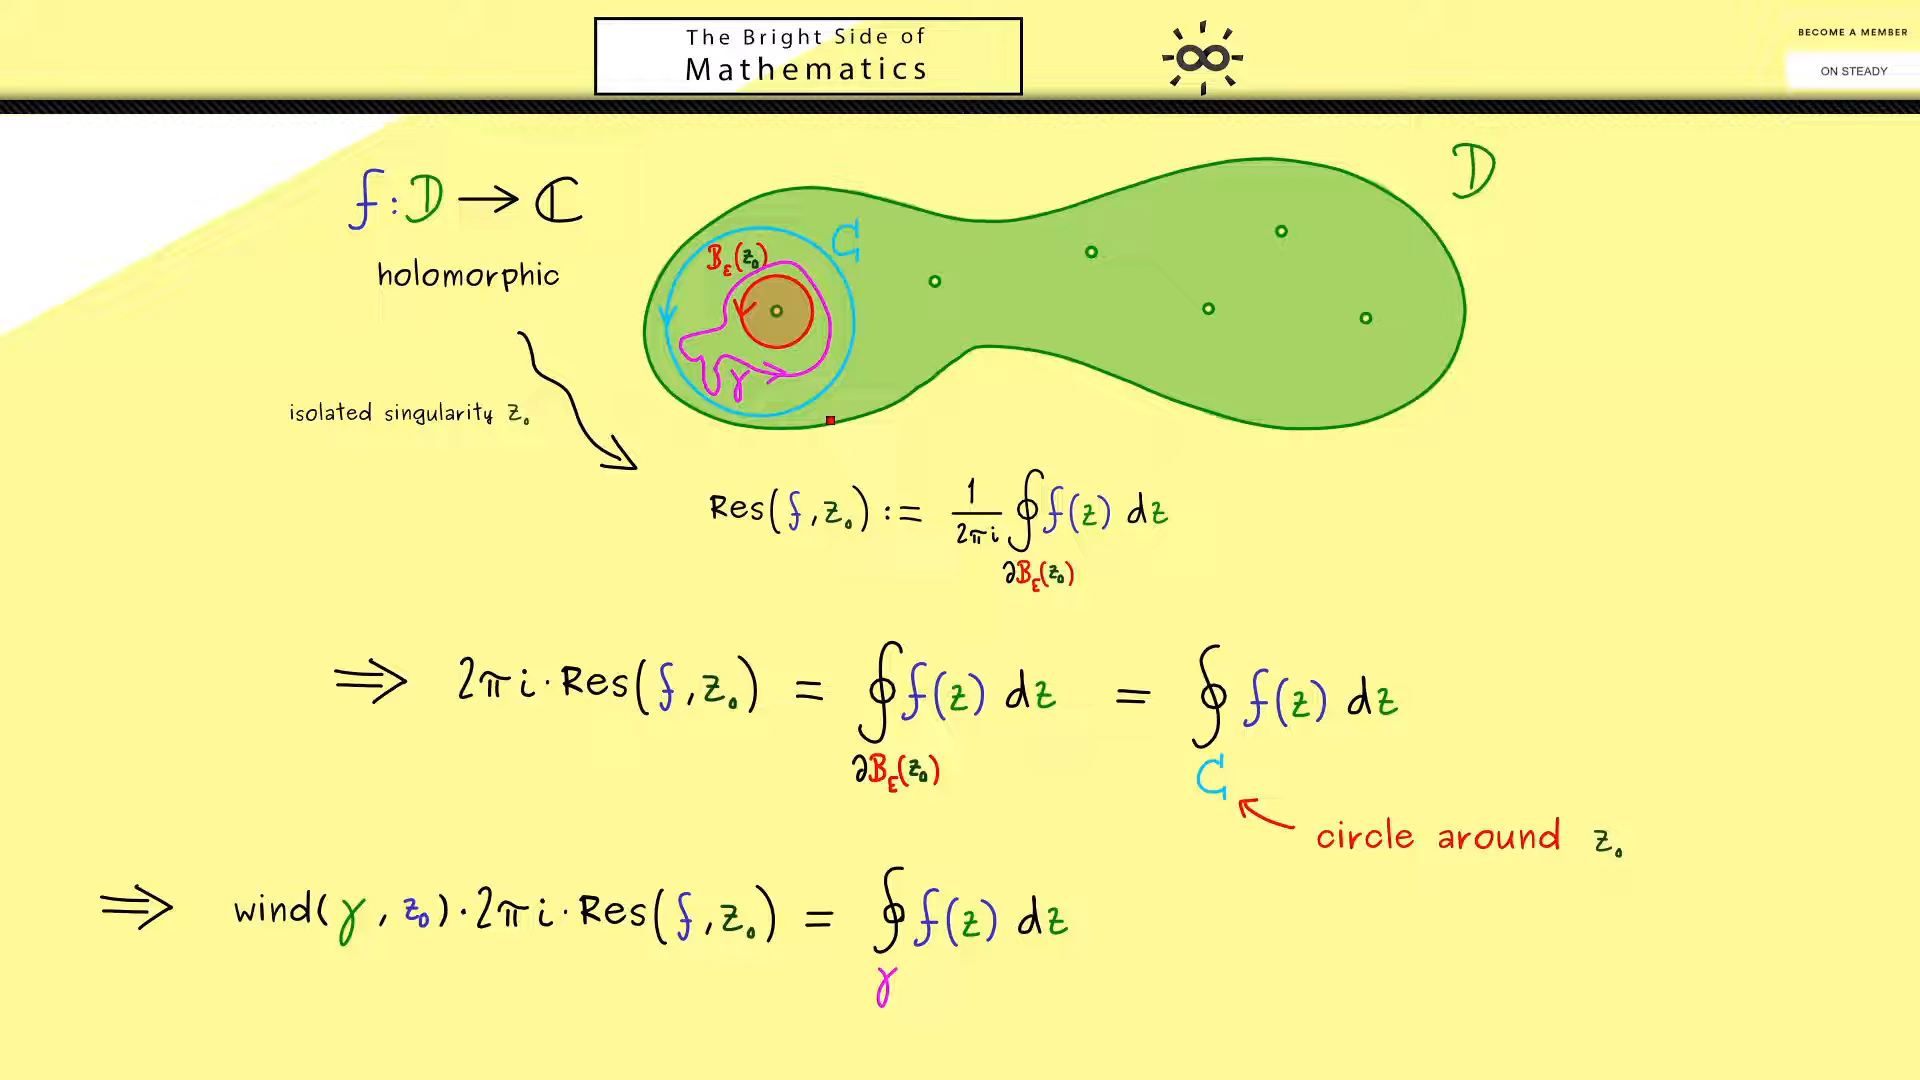 The Bright Side of
Mathematics
BECOME A MEMBER
ON STEADY
f: D → ℂ
holomorphic
D
C
B_ε(z₀)
γ
isolated singularity z₀
Res(f, z₀) := 1/(2πi) ∮_{∂B_ε(z₀)} f(z) dz
⟹ 2πi · Res(f, z₀) = ∮_{∂B_ε(z₀)} f(z) dz = ∮_C f(z) dz
circle around z₀
⟹ wind(γ, z₀) · 2πi · Res(f, z₀) = ∮_γ f(z) dz